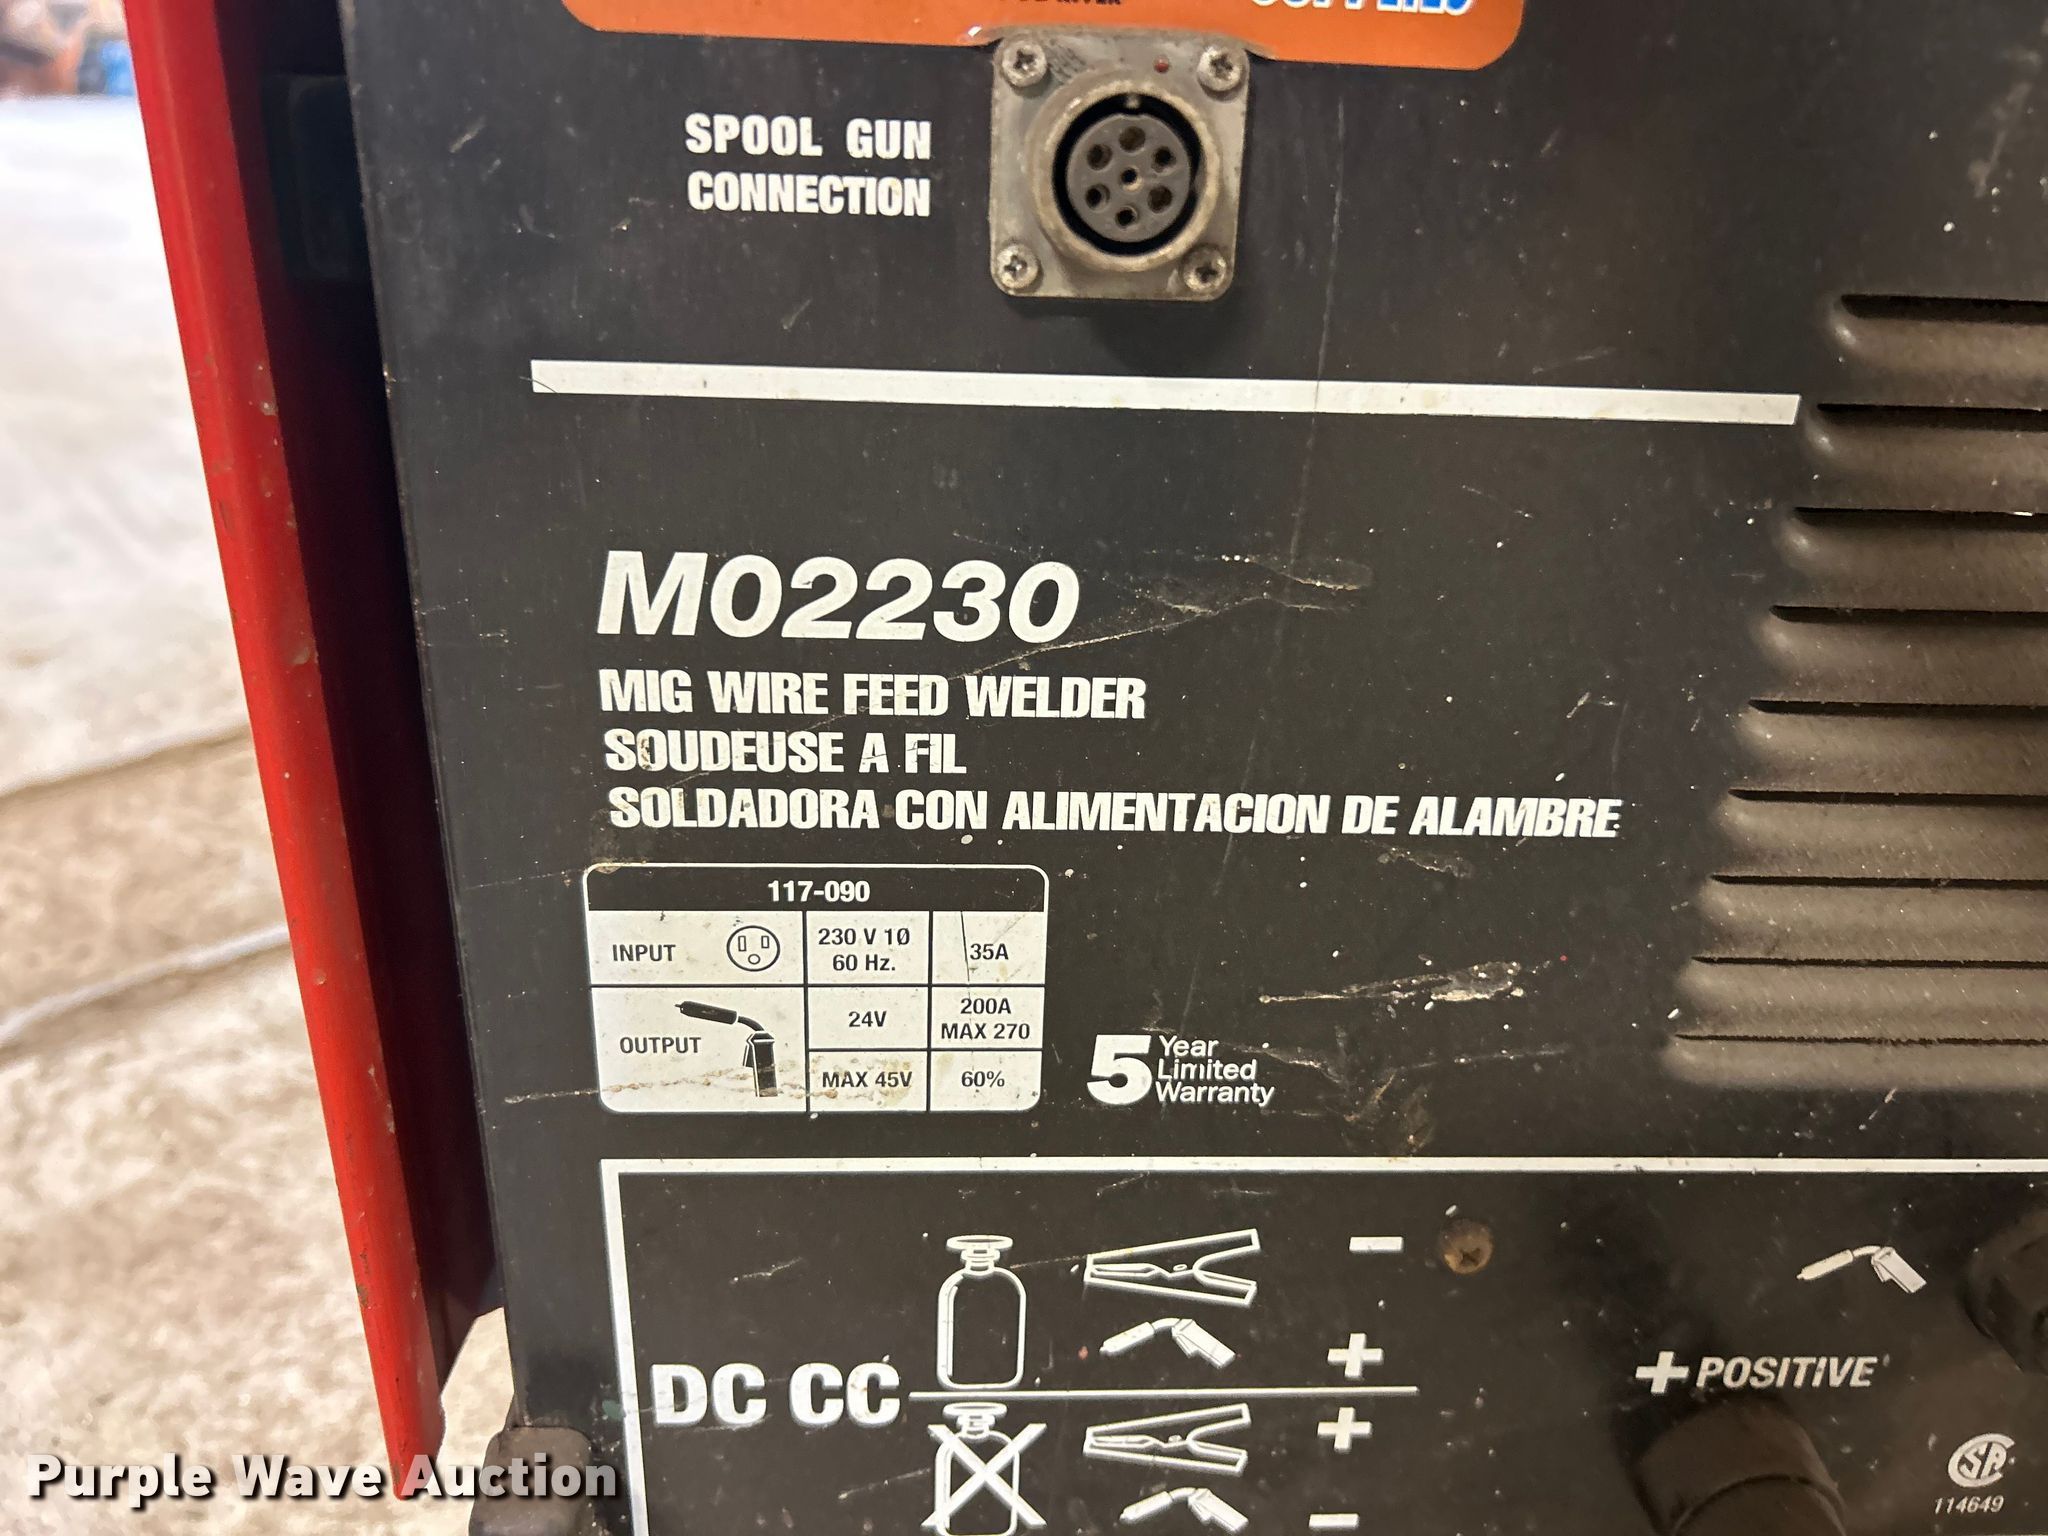 SPOOL GUN
CONNECTION
M02230
MIG WIRE FEED WELDER
SOUDEUSE A FIL
SOLDADORA CON ALIMENTACION DE ALAMBRE
117-090
INPUT 230 V 1Ø 60 Hz. 35A
OUTPUT 24V 200A MAX 270
MAX 45V 60%
5 Year Limited Warranty
DC CC
- 
+
+
-
+ POSITIVE
114649
Purple Wave Auction